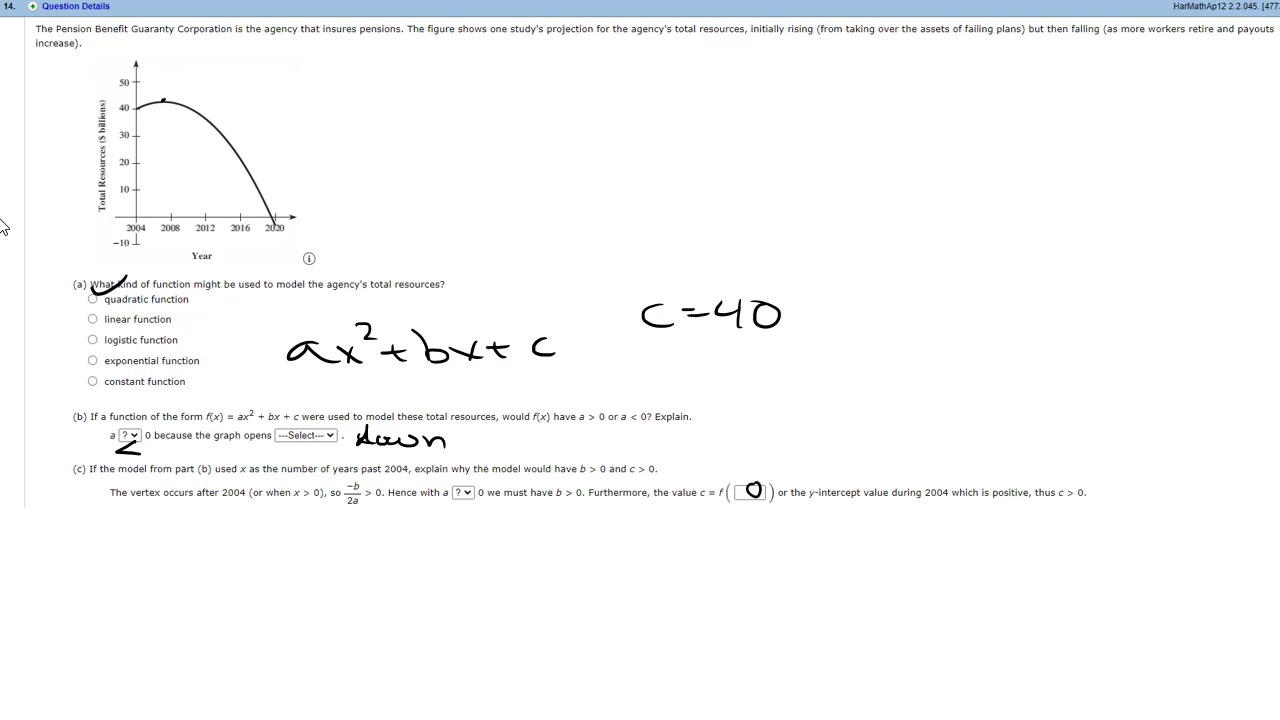 14. Question Details HarMathAp12 2.2.045. [477
The Pension Benefit Guaranty Corporation is the agency that insures pensions. The figure shows one study's projection for the agency's total resources, initially rising (from taking over the assets of failing plans) but then falling (as more workers retire and payouts
increase).
50
40
30
20
10
-10
Total Resources ($ billions)
2004 2008 2012 2016 2020
Year
i
(a) What kind of function might be used to model the agency's total resources?
quadratic function
linear function
logistic function
exponential function
constant function
c=40
ax²+bx+c
(b) If a function of the form f(x) = ax² + bx + c were used to model these total resources, would f(x) have a > 0 or a < 0? Explain.
a ? 0 because the graph opens ---Select--- . down
<
(c) If the model from part (b) used x as the number of years past 2004, explain why the model would have b > 0 and c > 0.
The vertex occurs after 2004 (or when x > 0), so -b/2a > 0. Hence with a ? 0 we must have b > 0. Furthermore, the value c = f(0) or the y-intercept value during 2004 which is positive, thus c > 0.